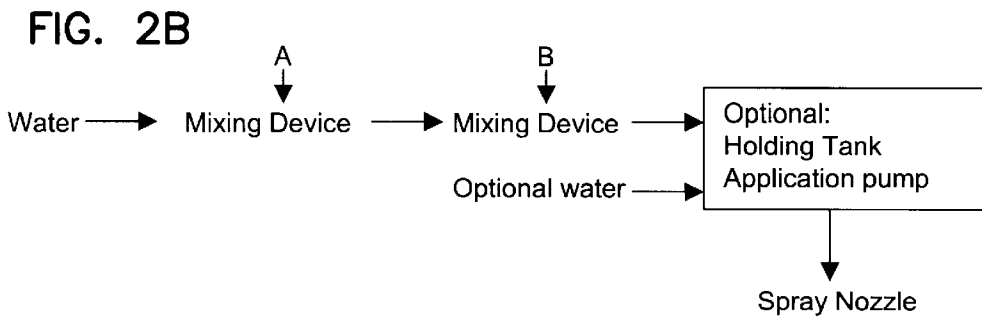 FIG. 2B
A
B
Water
Mixing Device
Mixing Device
Optional:
Holding Tank
Application pump
Optional water
Spray Nozzle